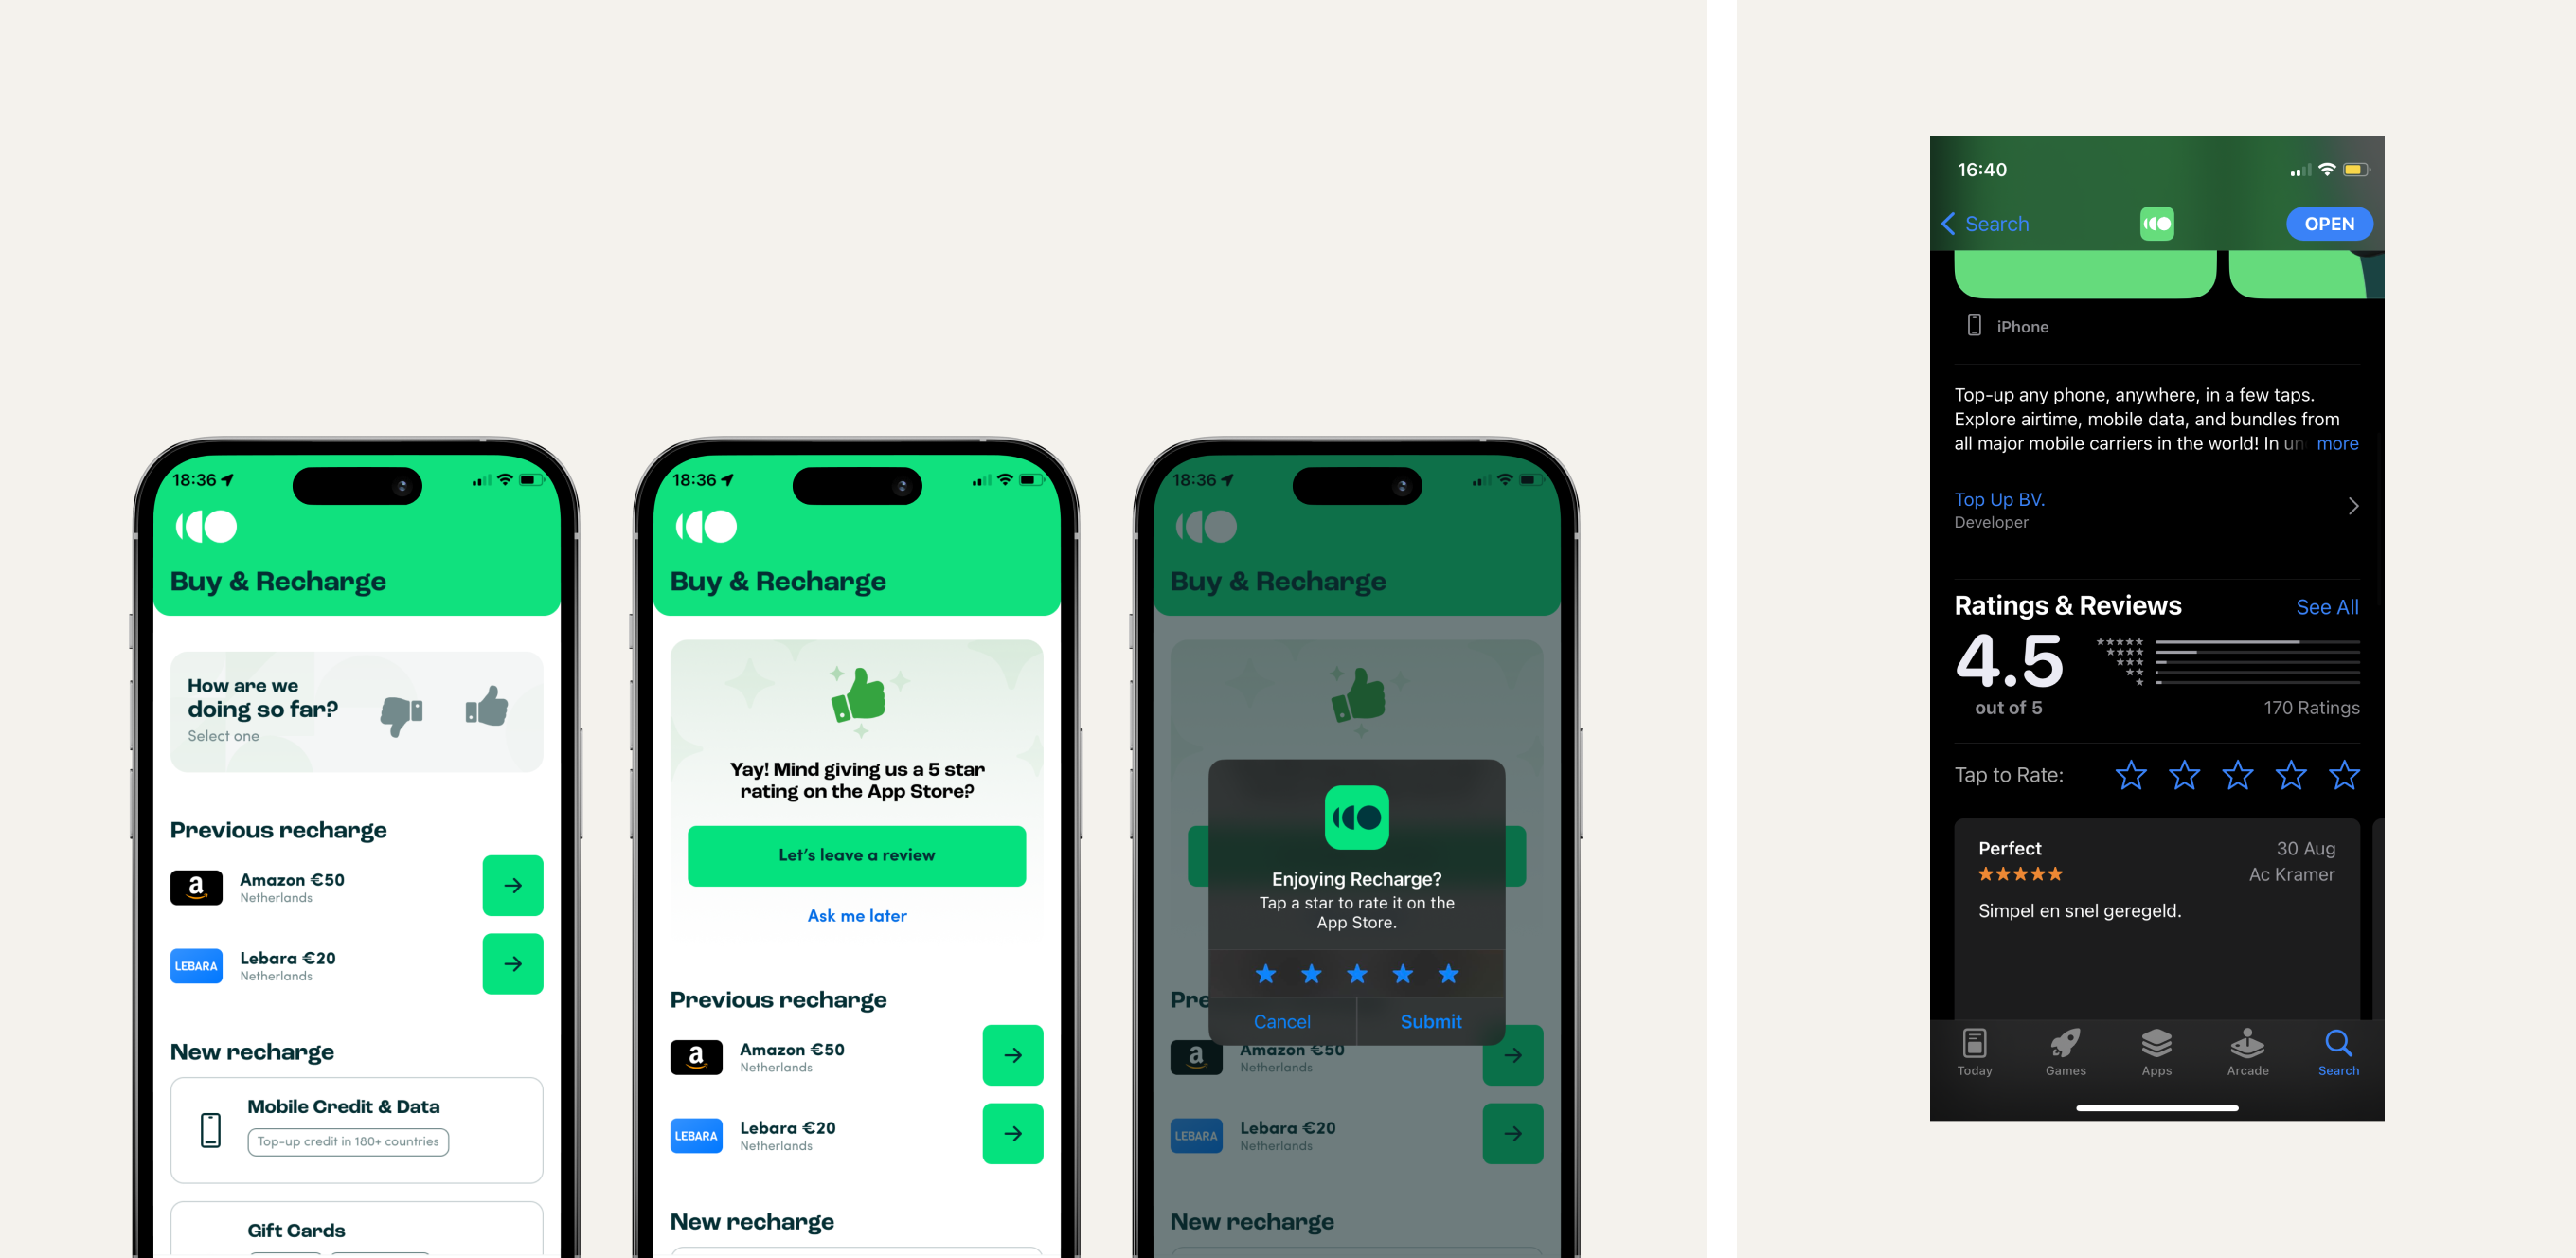 18:36
Buy & Recharge
How are we
doing so far?
Select one
Previous recharge
a
Amazon €50
Netherlands
LEBARA
Lebara €20
Netherlands
New recharge
Mobile Credit & Data
Top-up credit in 180+ countries
Gift Cards
18:36
Buy & Recharge
Yay! Mind giving us a 5 star
rating on the App Store?
Let's leave a review
Ask me later
Previous recharge
a
Amazon €50
Netherlands
LEBARA
Lebara €20
Netherlands
New recharge
18:36
Buy & Recharge
Enjoying Recharge?
Tap a star to rate it on the
App Store.
Cancel
Submit
Pre
a
Amazon €50
Netherlands
LEBARA
Lebara €20
Netherlands
New recharge
16:40
Search
OPEN
iPhone
Top-up any phone, anywhere, in a few taps.
Explore airtime, mobile data, and bundles from
all major mobile carriers in the world! In un more
Top Up BV.
Developer
Ratings & Reviews
See All
4.5
out of 5
170 Ratings
Tap to Rate:
Perfect
30 Aug
Ac Kramer
Simpel en snel geregeld.
Today
Games
Apps
Arcade
Search